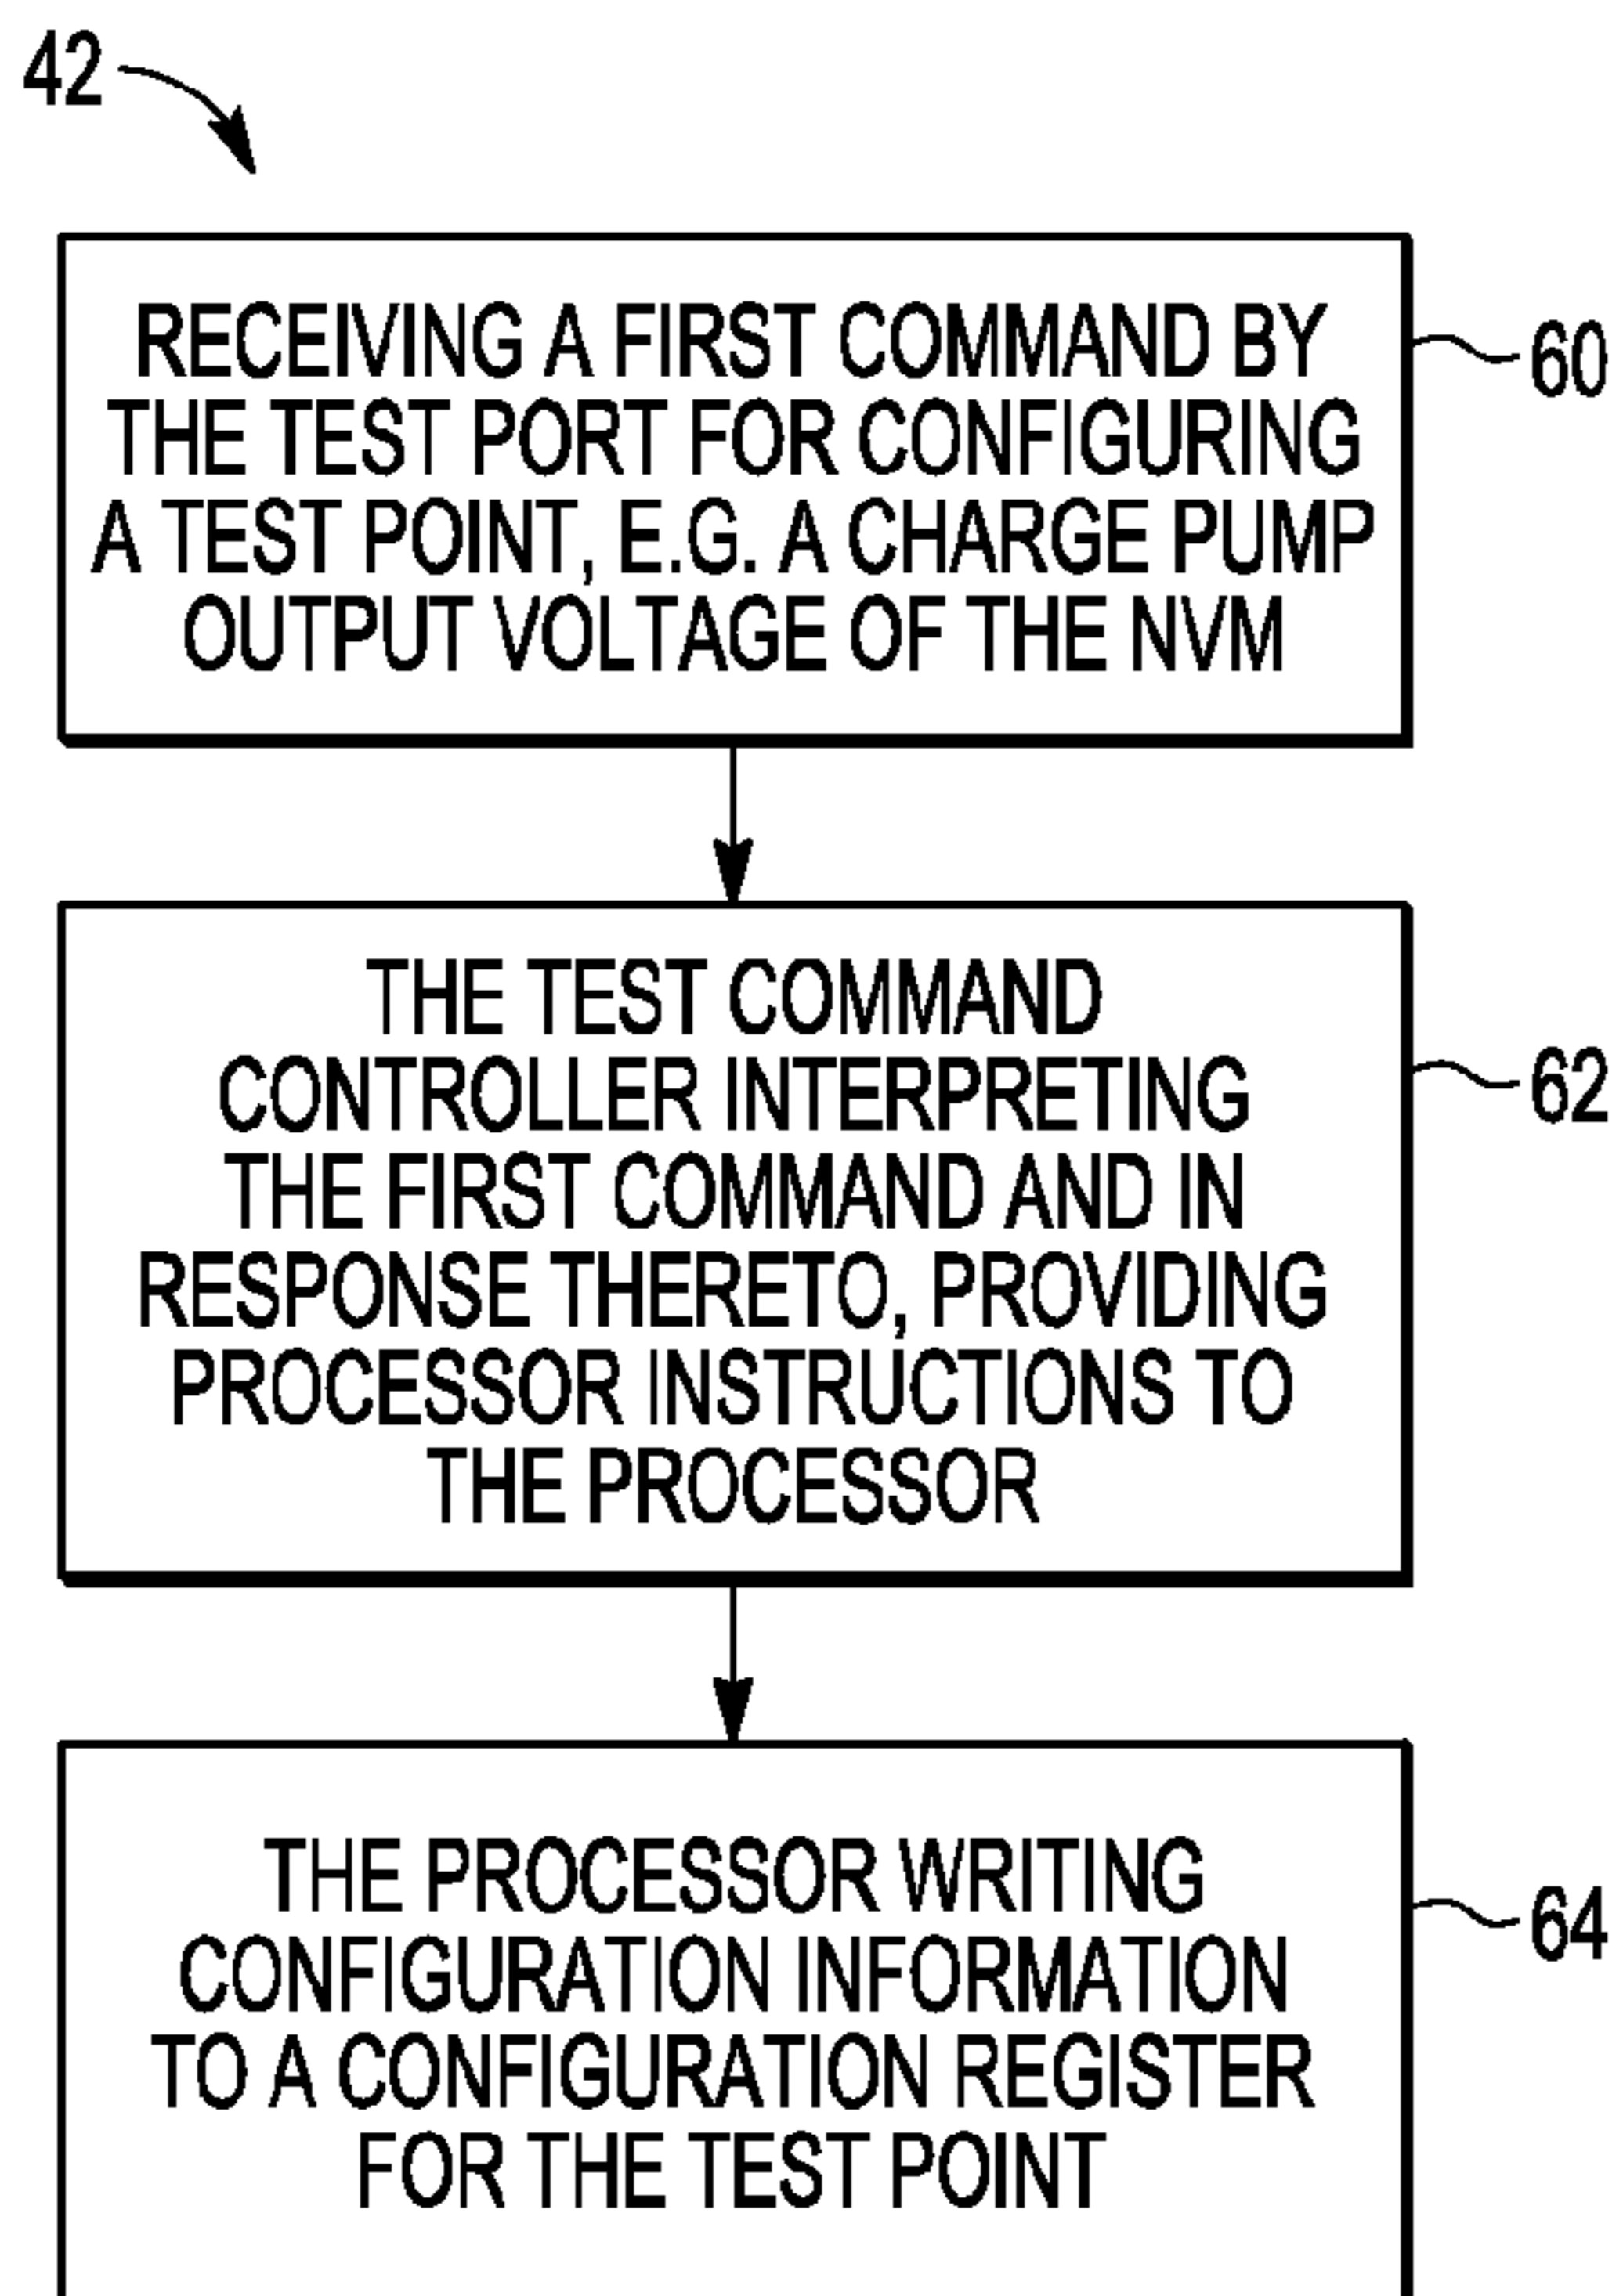 42
RECEIVING A FIRST COMMAND BY
THE TEST PORT FOR CONFIGURING
A TEST POINT, E.G. A CHARGE PUMP
OUTPUT VOLTAGE OF THE NVM
60
THE TEST COMMAND
CONTROLLER INTERPRETING
THE FIRST COMMAND AND IN
RESPONSE THERETO, PROVIDING
PROCESSOR INSTRUCTIONS TO
THE PROCESSOR
62
THE PROCESSOR WRITING
CONFIGURATION INFORMATION
TO A CONFIGURATION REGISTER
FOR THE TEST POINT
64